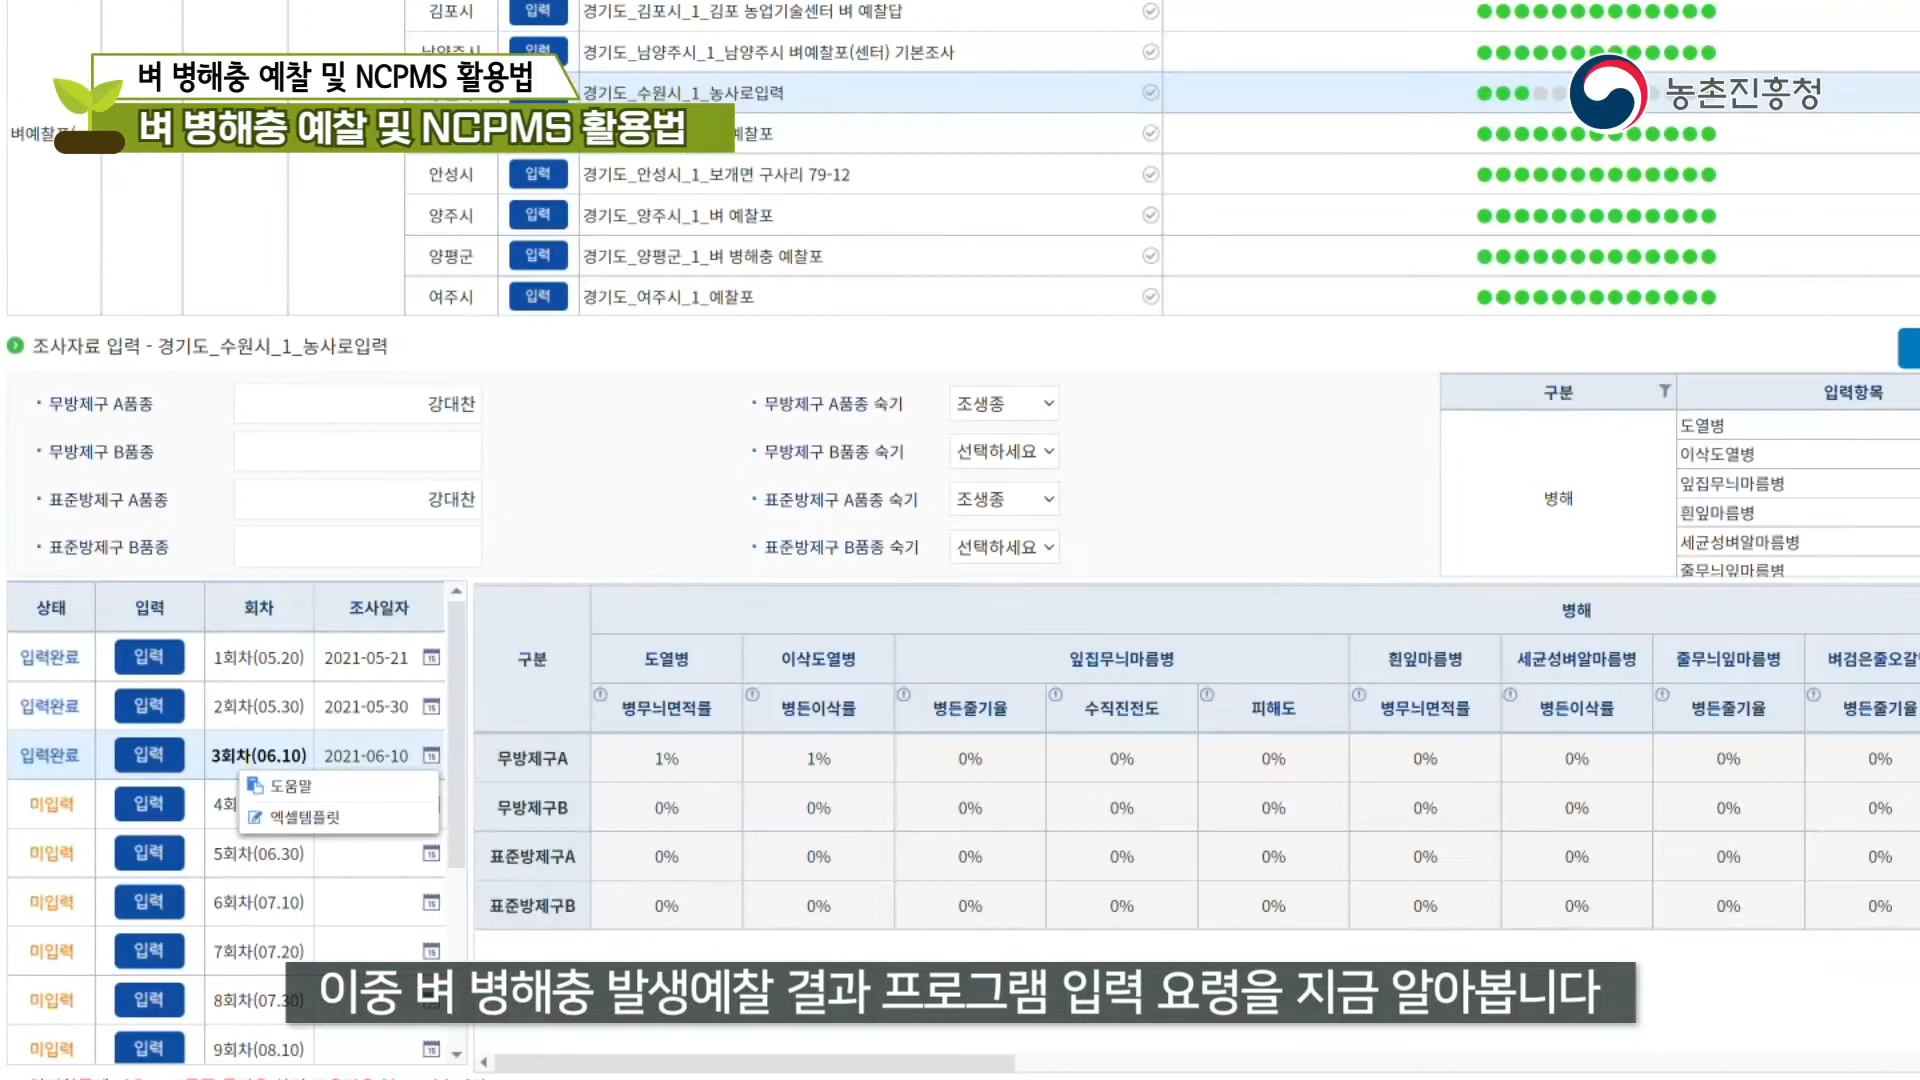 김포시 입력 경기도_김포시_1_김포 농업기술센터 벼 예찰답
남양주시 입력 경기도_남양주시_1_남양주시 벼예찰포(센터) 기본조사
벼 병해충 예찰 및 NCPMS 활용법
경기도_수원시_1_농사로입력
농촌진흥청
벼 병해충 예찰 및 NCPMS 활용법
벼예찰포( 예찰포
안성시 입력 경기도_안성시_1_보개면 구사리 79-12
양주시 입력 경기도_양주시_1_벼 예찰포
양평군 입력 경기도_양평군_1_벼 병해충 예찰포
여주시 입력 경기도_여주시_1_예찰포
조사자료 입력 - 경기도_수원시_1_농사로입력
무방제구 A품종 강대찬 무방제구 A품종 숙기 조생종
무방제구 B품종 무방제구 B품종 숙기 선택하세요
표준방제구 A품종 강대찬 표준방제구 A품종 숙기 조생종
표준방제구 B품종 표준방제구 B품종 숙기 선택하세요
구분 입력항목
병해
도열병
이삭도열병
잎집무늬마름병
흰잎마름병
세균성벼알마름병
줄무늬잎마름병
상태 입력 회차 조사일자
입력완료 입력 1회차(05.20) 2021-05-21
입력완료 입력 2회차(05.30) 2021-05-30
입력완료 입력 3회차(06.10) 2021-06-10
도움말
미입력 입력 4회
엑셀템플릿
미입력 입력 5회차(06.30)
미입력 입력 6회차(07.10)
미입력 입력 7회차(07.20)
미입력 입력 8회차(07.30)
미입력 입력 9회차(08.10)
구분 병해
도열병 이삭도열병 잎집무늬마름병 흰잎마름병 세균성벼알마름병 줄무늬잎마름병 벼검은줄오갈
병무늬면적률 병든이삭률 병든줄기율 수직진전도 피해도 병무늬면적률 병든이삭률 병든줄기율 병든줄기율
무방제구A 1% 1% 0% 0% 0% 0% 0% 0% 0%
무방제구B 0% 0% 0% 0% 0% 0% 0% 0% 0%
표준방제구A 0% 0% 0% 0% 0% 0% 0% 0% 0%
표준방제구B 0% 0% 0% 0% 0% 0% 0% 0% 0%
이중 벼 병해충 발생예찰 결과 프로그램 입력 요령을 지금 알아봅니다